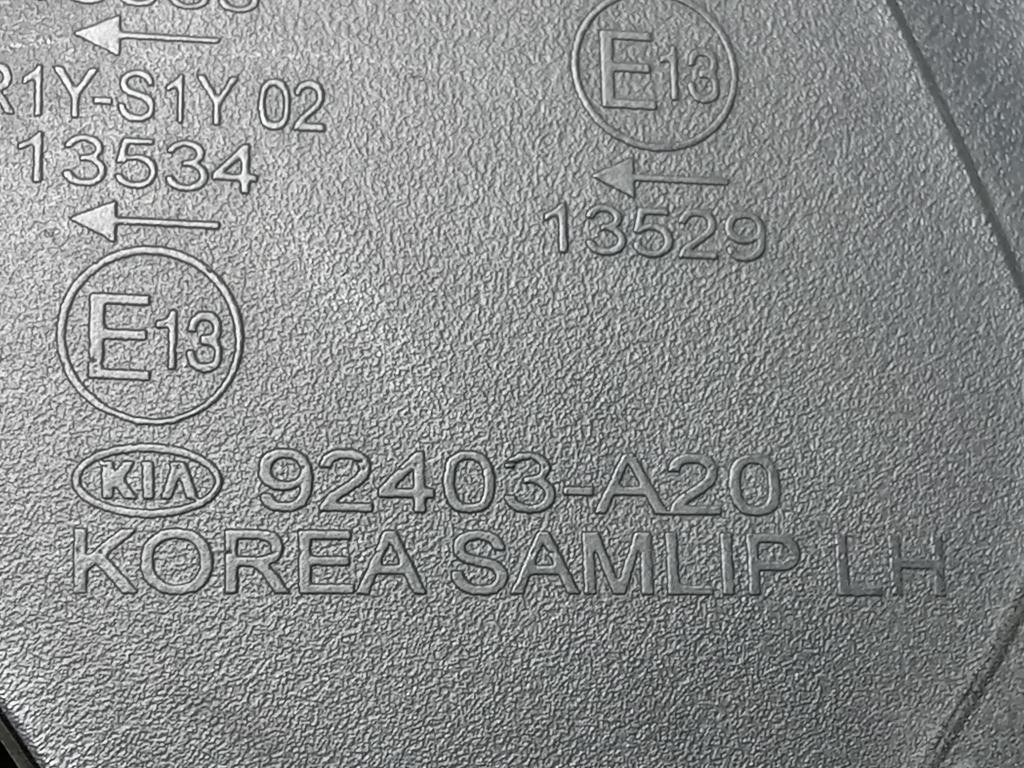 R1Y-S1Y 02
13534
E13
E13
13529
KIA 92403-A20
KOREA SAMLIP LH